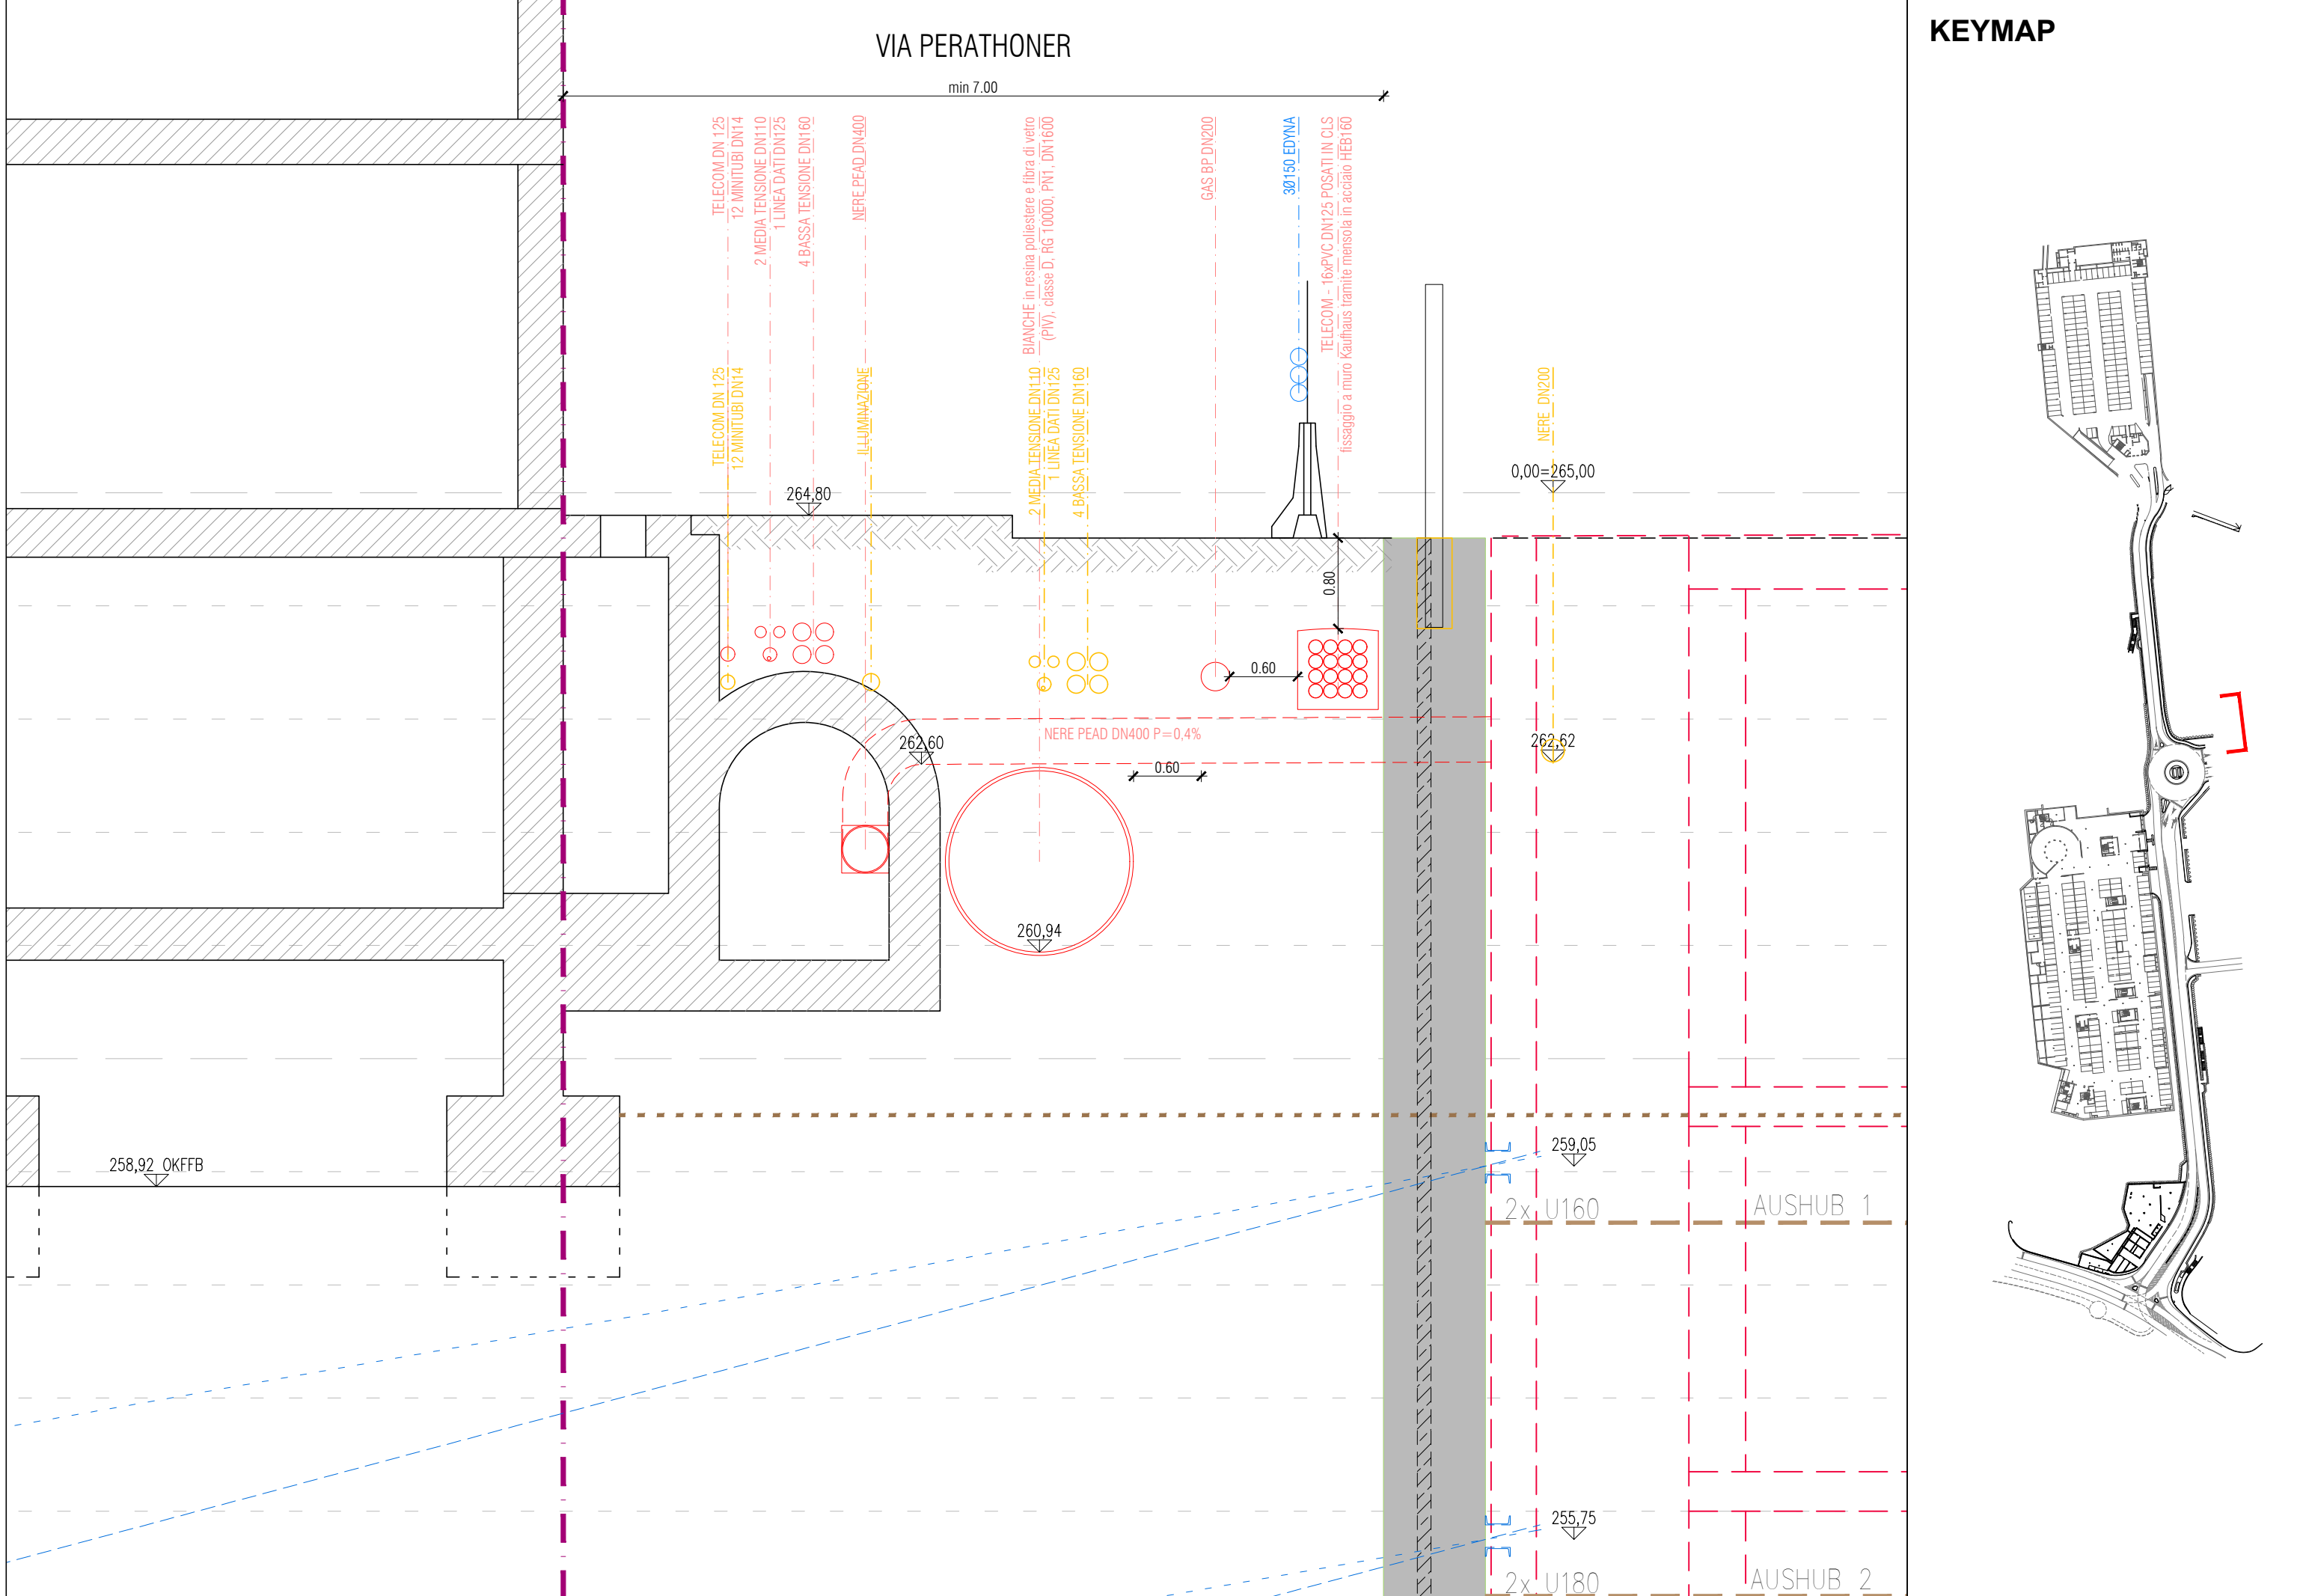 VIA PERATHONER
KEYMAP
min 7.00
TELECOM DN 125
12 MINITUBI DN14
2 MEDIA TENSIONE DN110
1 LINEA DATI DN125
4 BASSA TENSIONE DN160
NERE PEAD DN400
BIANCHE in resina poliestere e fibra di vetro
(PIV), classe D, RG 10000, PN1, DN1600
GAS BP DN200
3Ø150 EDYNA
TELECOM - 16xPVC DN125 POSATI IN CLS
fissaggio a muro Kaufhaus tramite mensola in acciaio HEB160
TELECOM DN 125
12 MINITUBI DN14
ILLUMINAZIONE
2 MEDIA TENSIONE DN110
1 LINEA DATI DN125
4 BASSA TENSIONE DN160
NERE DN200
0,00=265,00
264,80
0.80
0.60
NERE PEAD DN400 P=0,4%
262,60
262,62
0.60
260,94
259,05
258,92 OKFFB
2x U160
AUSHUB 1
255,75
2x U180
AUSHUB 2